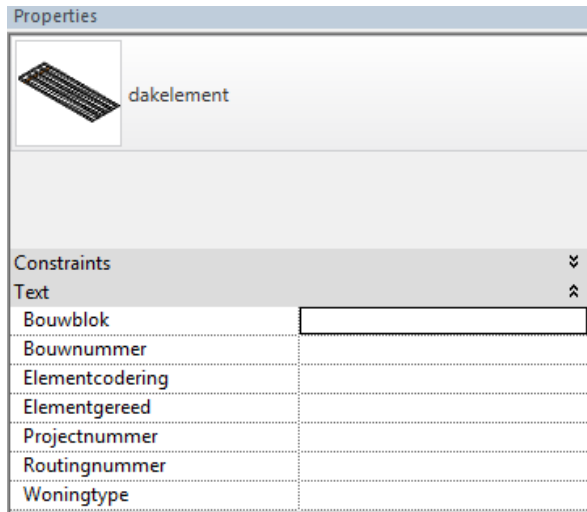 Properties
dakelement
Constraints
Text
Bouwblok
Bouwnummer
Elementcodering
Elementgereed
Projectnummer
Routingnummer
Woningtype